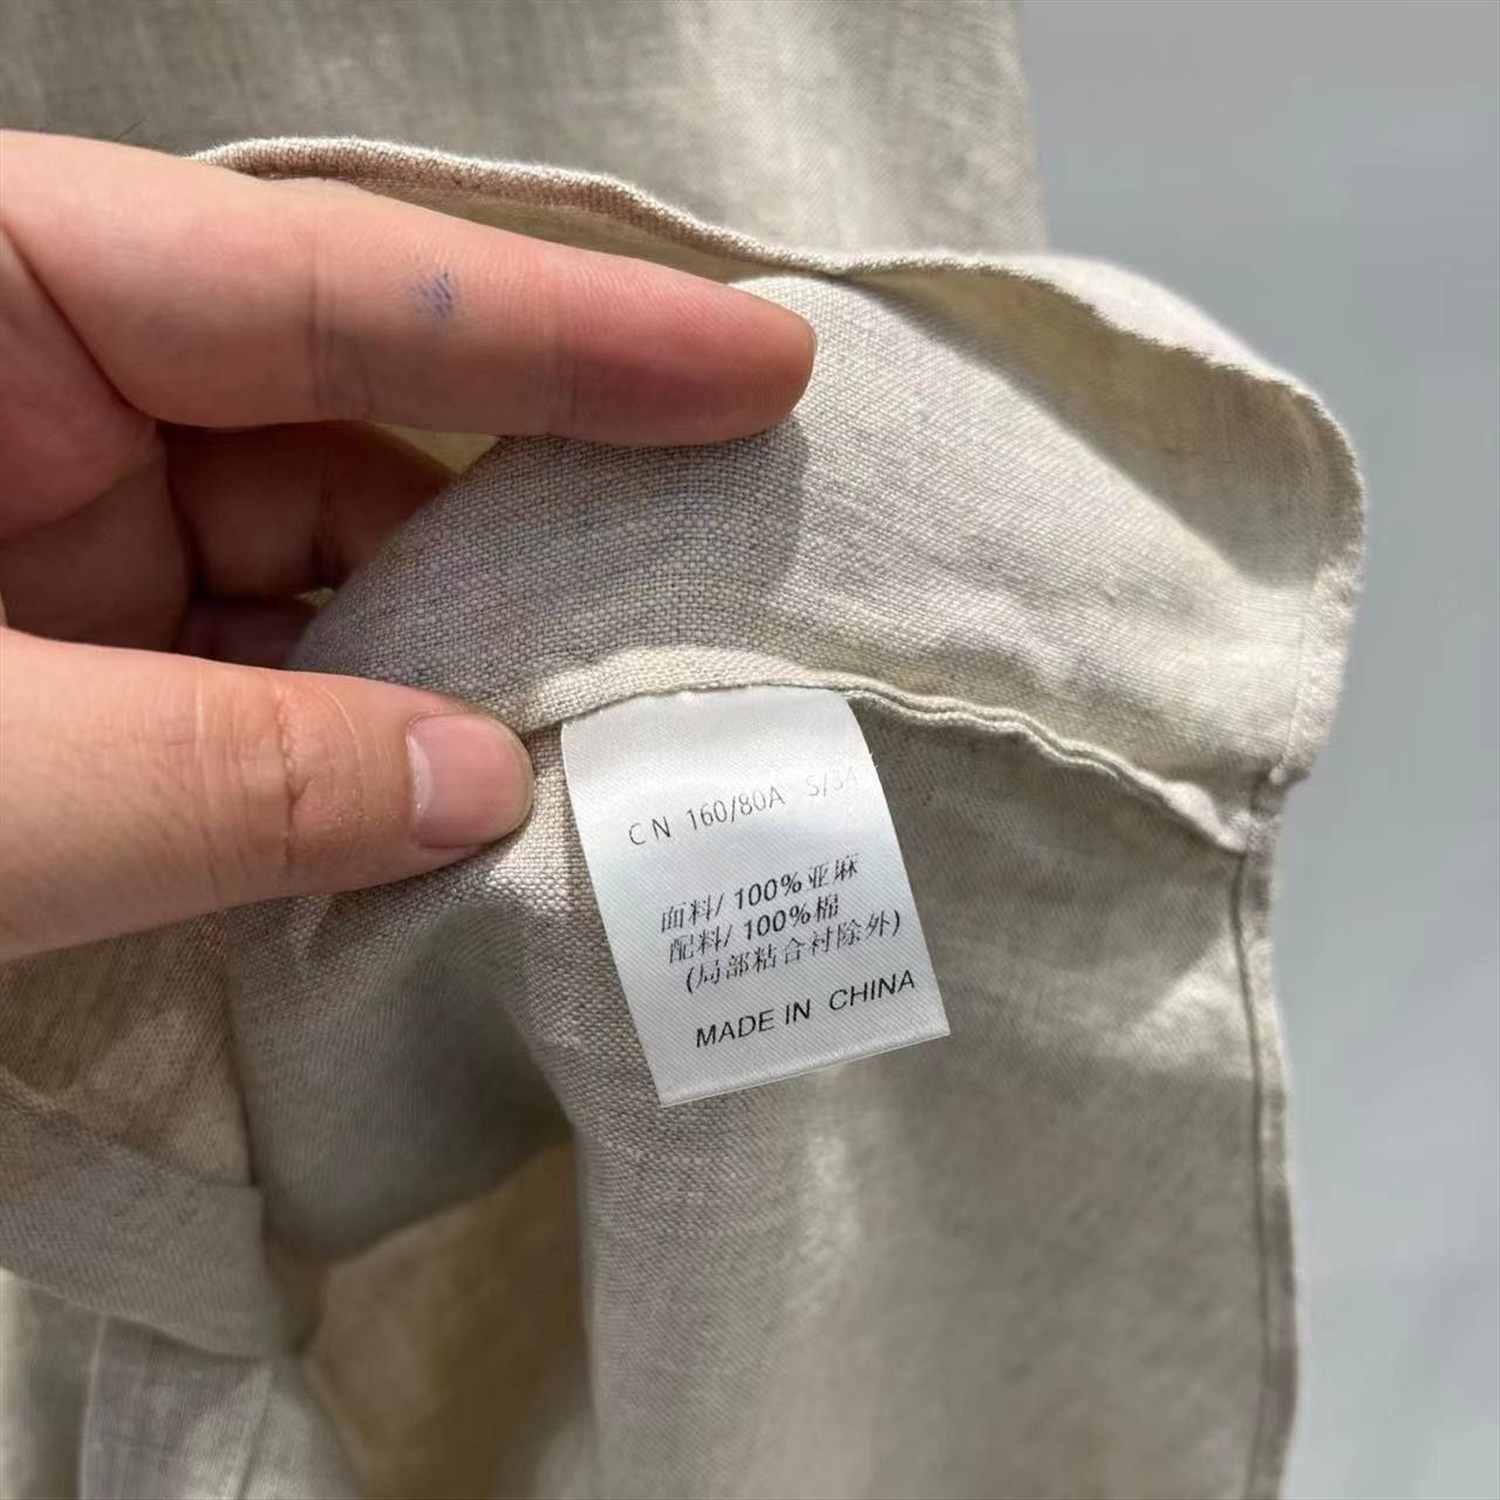 CN 160/80A S/34
面料/100%亚麻
配料/100%棉
(局部粘合衬除外)
MADE IN CHINA